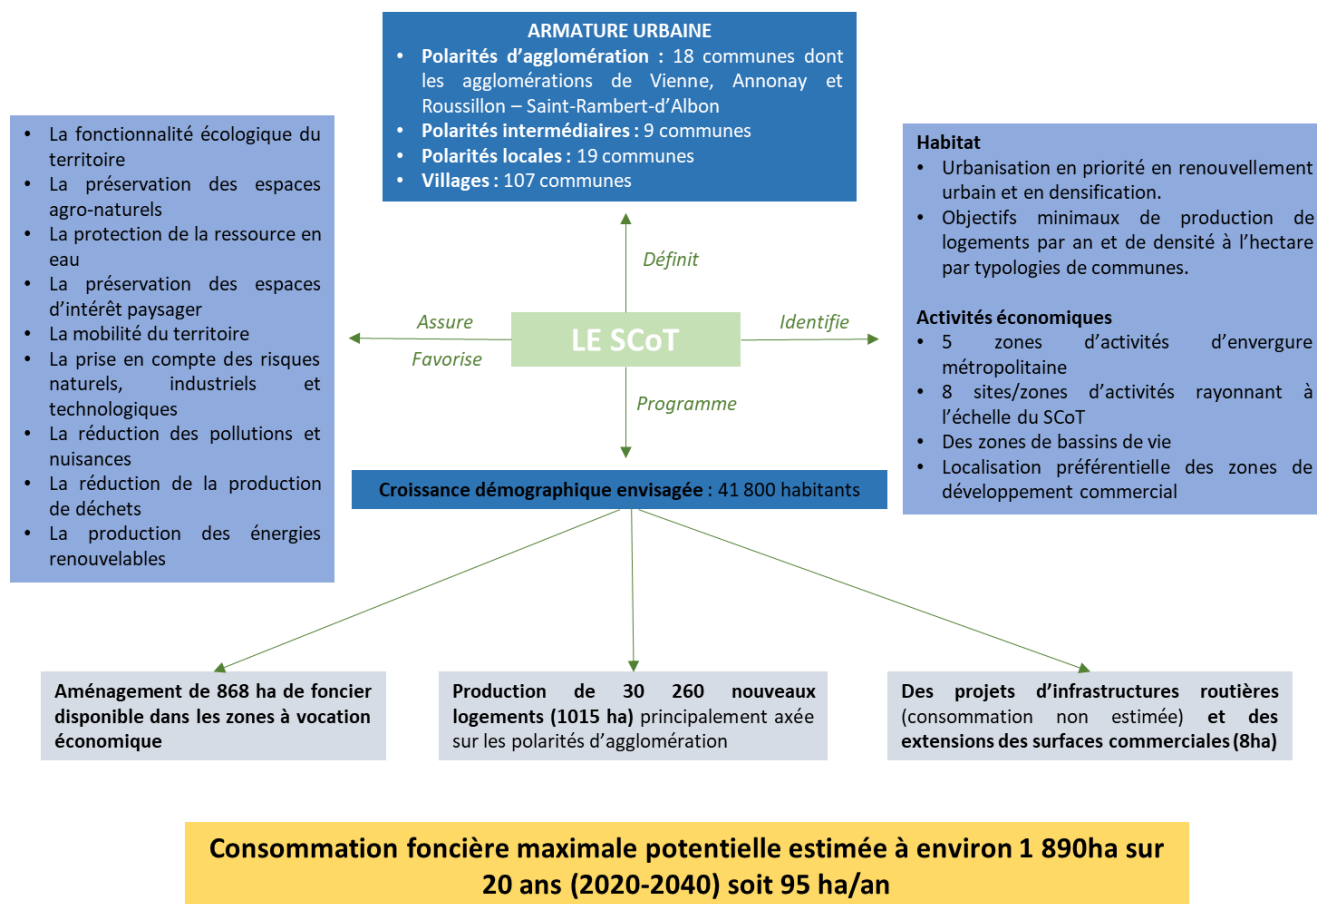 ARMATURE URBAINE
• Polarités d’agglomération : 18 communes dont
les agglomérations de Vienne, Annonay et
Roussillon – Saint-Rambert-d’Albon
• Polarités intermédiaires : 9 communes
• Polarités locales : 19 communes
• Villages : 107 communes
• La fonctionnalité écologique du
territoire
• La préservation des espaces
agro-naturels
• La protection de la ressource en
eau
• La préservation des espaces
d’intérêt paysager
• La mobilité du territoire
• La prise en compte des risques
naturels, industriels et
technologiques
• La réduction des pollutions et
nuisances
• La réduction de la production
de déchets
• La production des énergies
renouvelables
Définit
Assure
Favorise
LE SCoT
Identifie
Programme
Habitat
• Urbanisation en priorité en renouvellement
urbain et en densification.
• Objectifs minimaux de production de
logements par an et de densité à l’hectare
par typologies de communes.
Activités économiques
• 5 zones d’activités d’envergure
métropolitaine
• 8 sites/zones d’activités rayonnant à
l’échelle du SCoT
• Des zones de bassins de vie
• Localisation préférentielle des zones de
développement commercial
Croissance démographique envisagée : 41 800 habitants
Aménagement de 868 ha de foncier
disponible dans les zones à vocation
économique
Production de 30 260 nouveaux
logements (1015 ha) principalement axée
sur les polarités d’agglomération
Des projets d’infrastructures routières
(consommation non estimée) et des
extensions des surfaces commerciales (8ha)
Consommation foncière maximale potentielle estimée à environ 1 890ha sur
20 ans (2020-2040) soit 95 ha/an